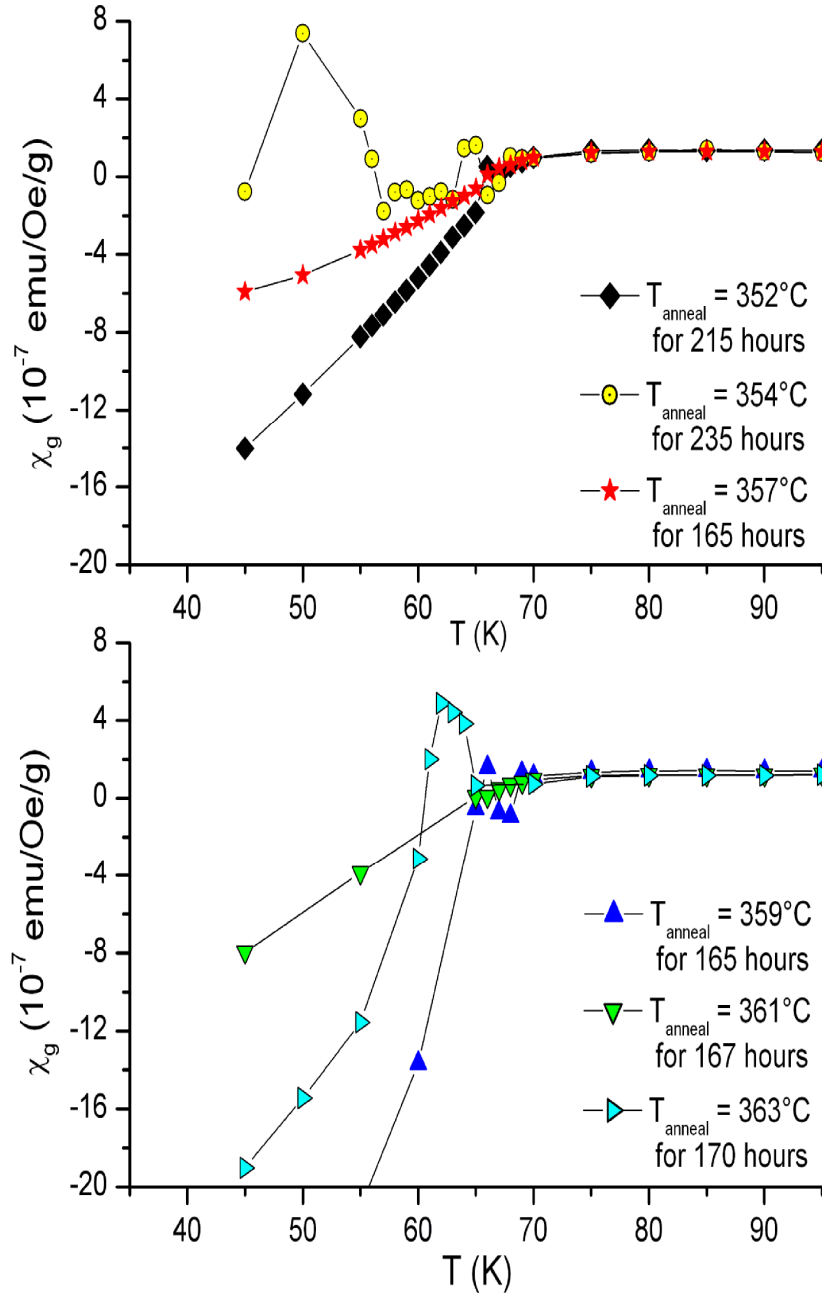 8
4
0
-4
-8
-12
-16
-20
χg (10-7 emu/Oe/g)
Tanneal = 352°C
for 215 hours
Tanneal = 354°C
for 235 hours
Tanneal = 357°C
for 165 hours
40 50 60 70 80 90
T (K)
8
4
0
-4
-8
-12
-16
-20
χg (10-7 emu/Oe/g)
Tanneal = 359°C
for 165 hours
Tanneal = 361°C
for 167 hours
Tanneal = 363°C
for 170 hours
40 50 60 70 80 90
T (K)